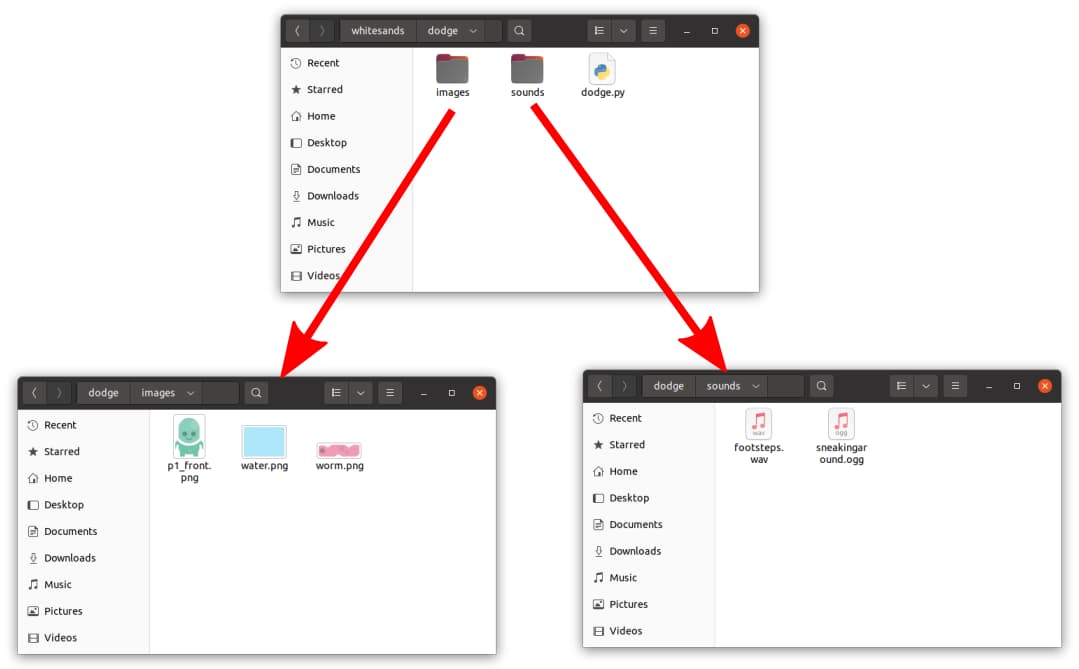 whitesands dodge
Recent
Starred
Home
Desktop
Documents
Downloads
Music
Pictures
Videos
images sounds dodge.py
dodge images
Recent
Starred
Home
Desktop
Documents
Downloads
Music
Pictures
Videos
p1_front. water.png worm.png
png
dodge sounds
Recent
Starred
Home
Desktop
Documents
Downloads
Music
Pictures
Videos
wav ogg
footsteps. sneakingar
wav ound.ogg